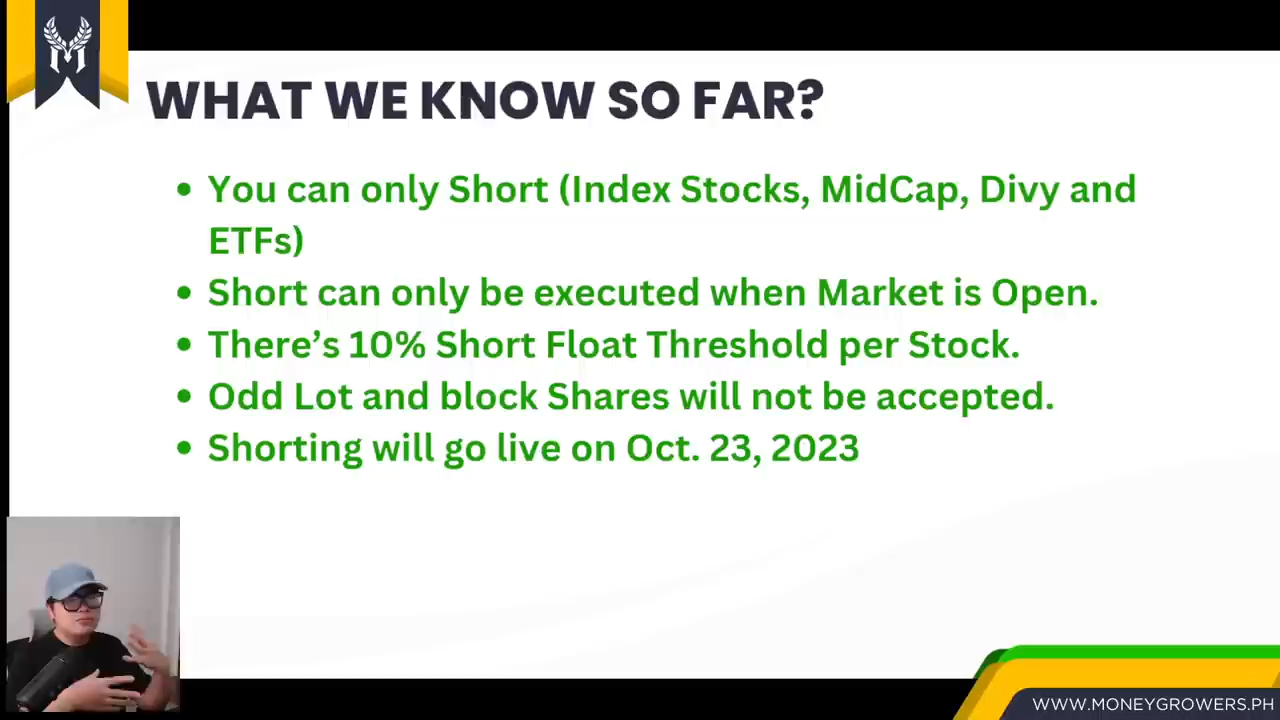 M
WHAT WE KNOW SO FAR?
• You can only Short (Index Stocks, MidCap, Divy and
ETFs)
• Short can only be executed when Market is Open.
• There’s 10% Short Float Threshold per Stock.
• Odd Lot and block Shares will not be accepted.
• Shorting will go live on Oct. 23, 2023
WWW.MONEYGROWERS.PH